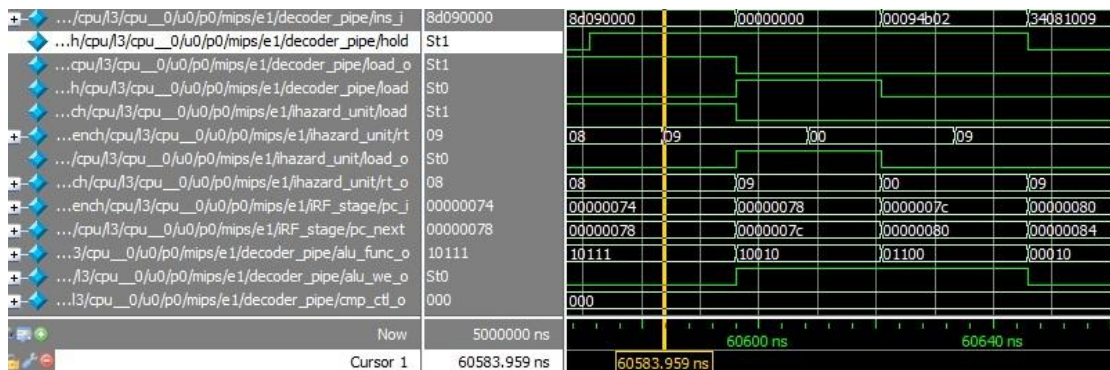 .../cpu/l3/cpu__0/u0/p0/mips/e1/decoder_pipe/ins_i 8d090000 8d090000 00000000 00094b02 34081009
...h/cpu/l3/cpu__0/u0/p0/mips/e1/decoder_pipe/hold St1
...cpu/l3/cpu__0/u0/p0/mips/e1/decoder_pipe/load_o St1
...h/cpu/l3/cpu__0/u0/p0/mips/e1/decoder_pipe/load St0
...ch/cpu/l3/cpu__0/u0/p0/mips/e1/ihazard_unit/load St1
...ench/cpu/l3/cpu__0/u0/p0/mips/e1/ihazard_unit/rt 09 08 09 00 09
.../cpu/l3/cpu__0/u0/p0/mips/e1/ihazard_unit/load_o St0
...ch/cpu/l3/cpu__0/u0/p0/mips/e1/ihazard_unit/rt_o 08 08 09 00 09
...ench/cpu/l3/cpu__0/u0/p0/mips/e1/iRF_stage/pc_i 00000074 00000074 00000078 0000007c 00000080
.../cpu/l3/cpu__0/u0/p0/mips/e1/iRF_stage/pc_next 00000078 00000078 0000007c 00000080 00000084
...3/cpu__0/u0/p0/mips/e1/decoder_pipe/alu_func_o 10111 10111 10010 01100 00010
.../l3/cpu__0/u0/p0/mips/e1/decoder_pipe/alu_we_o St0
...l3/cpu__0/u0/p0/mips/e1/decoder_pipe/cmp_ctl_o 000 000
Now 5000000 ns 60600 ns 60640 ns
Cursor 1 60583.959 ns 60583.959 ns